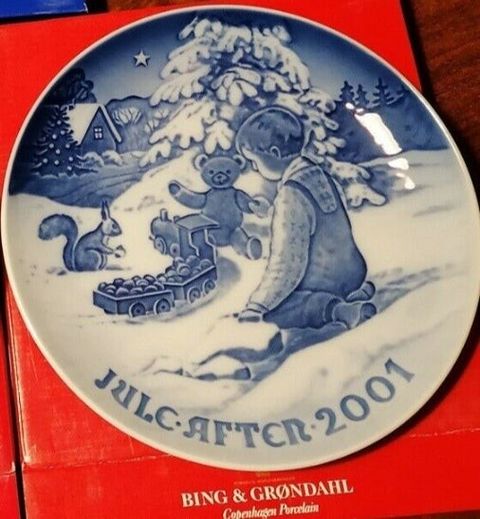 JULE·AFTEN·2001
BING & GRØNDAHL
Copenhagen Porcelain